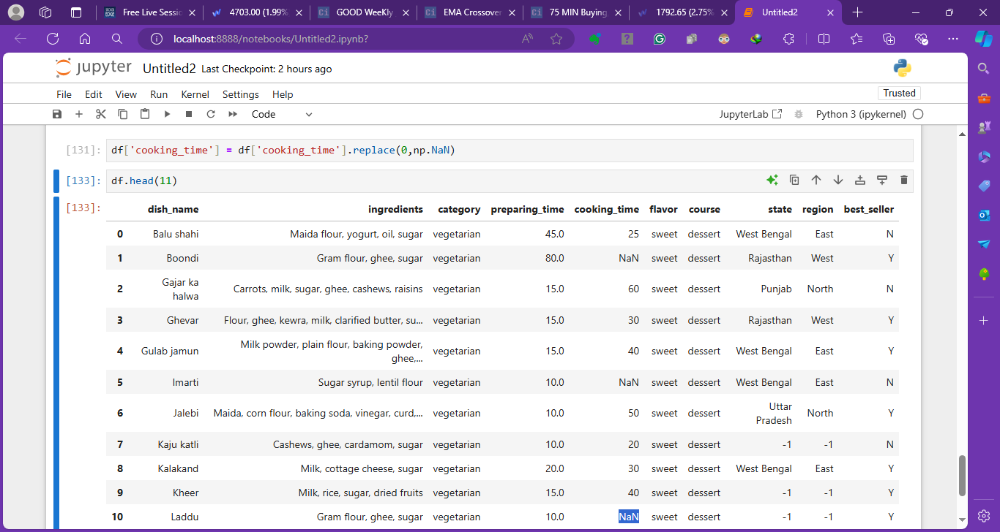 Free Live Sessic
4703.00 (1.99%
GOOD WeeKly
EMA Crossover
75 MIN Buying
1792.65 (2.75%
Untitled2
localhost:8888/notebooks/Untitled2.ipynb?
jupyter Untitled2 Last Checkpoint: 2 hours ago
File Edit View Run Kernel Settings Help
Trusted
Code
JupyterLab
Python 3 (ipykernel)
[131]: df['cooking_time'] = df['cooking_time'].replace(0,np.NaN)
[133]: df.head(11)
[133]:
dish_name ingredients category preparing_time cooking_time flavor course state region best_seller
0 Balu shahi Maida flour, yogurt, oil, sugar vegetarian 45.0 25 sweet dessert West Bengal East N
1 Boondi Gram flour, ghee, sugar vegetarian 80.0 NaN sweet dessert Rajasthan West Y
2 Gajar ka halwa Carrots, milk, sugar, ghee, cashews, raisins vegetarian 15.0 60 sweet dessert Punjab North N
3 Ghevar Flour, ghee, kewra, milk, clarified butter, su... vegetarian 15.0 30 sweet dessert Rajasthan West Y
4 Gulab jamun Milk powder, plain flour, baking powder, ghee,... vegetarian 15.0 40 sweet dessert West Bengal East Y
5 Imarti Sugar syrup, lentil flour vegetarian 10.0 NaN sweet dessert West Bengal East N
6 Jalebi Maida, corn flour, baking soda, vinegar, curd,... vegetarian 10.0 50 sweet dessert Uttar Pradesh North Y
7 Kaju katli Cashews, ghee, cardamom, sugar vegetarian 10.0 20 sweet dessert -1 -1 N
8 Kalakand Milk, cottage cheese, sugar vegetarian 20.0 30 sweet dessert West Bengal East Y
9 Kheer Milk, rice, sugar, dried fruits vegetarian 15.0 40 sweet dessert -1 -1 Y
10 Laddu Gram flour, ghee, sugar vegetarian 10.0 NaN sweet dessert -1 -1 Y